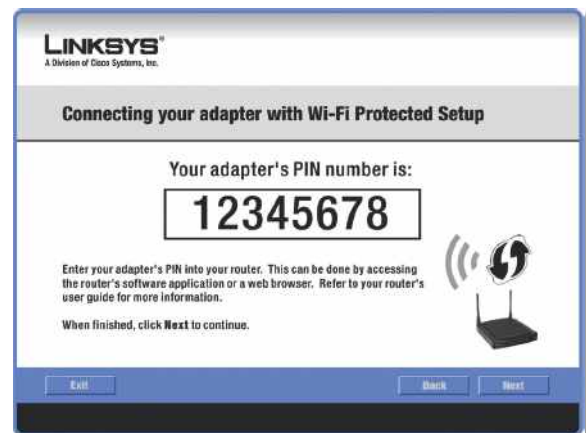 LINKSYS®
A Division of Cisco Systems, Inc.
Connecting your adapter with Wi-Fi Protected Setup
Your adapter's PIN number is:
12345678
Enter your adapter's PIN into your router. This can be done by accessing
the router's software application or a web browser. Refer to your router's
user guide for more information.
When finished, click Next to continue.
Exit
Back
Next